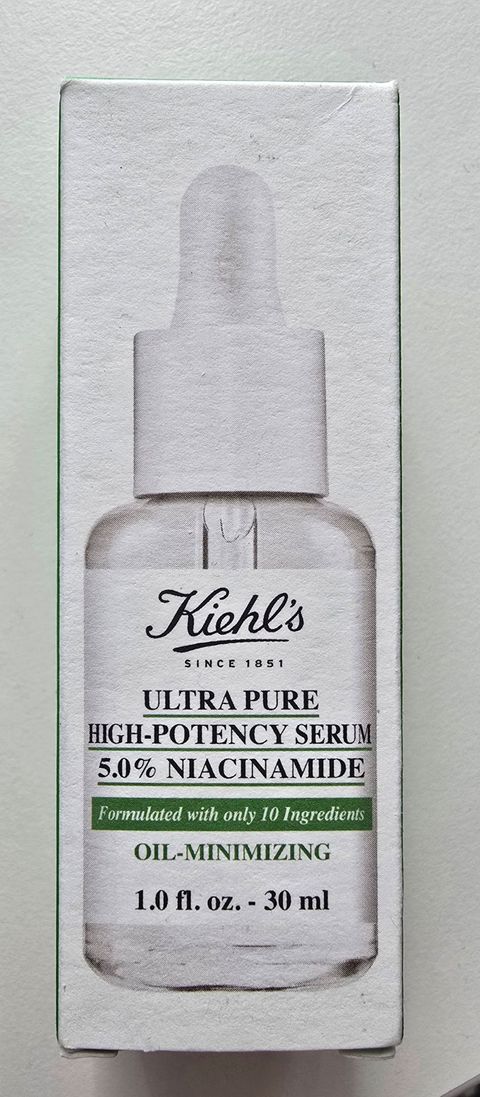 Kiehl's
SINCE 1851
ULTRA PURE
HIGH-POTENCY SERUM
5.0% NIACINAMIDE
Formulated with only 10 Ingredients
OIL-MINIMIZING
1.0 fl. oz. - 30 ml